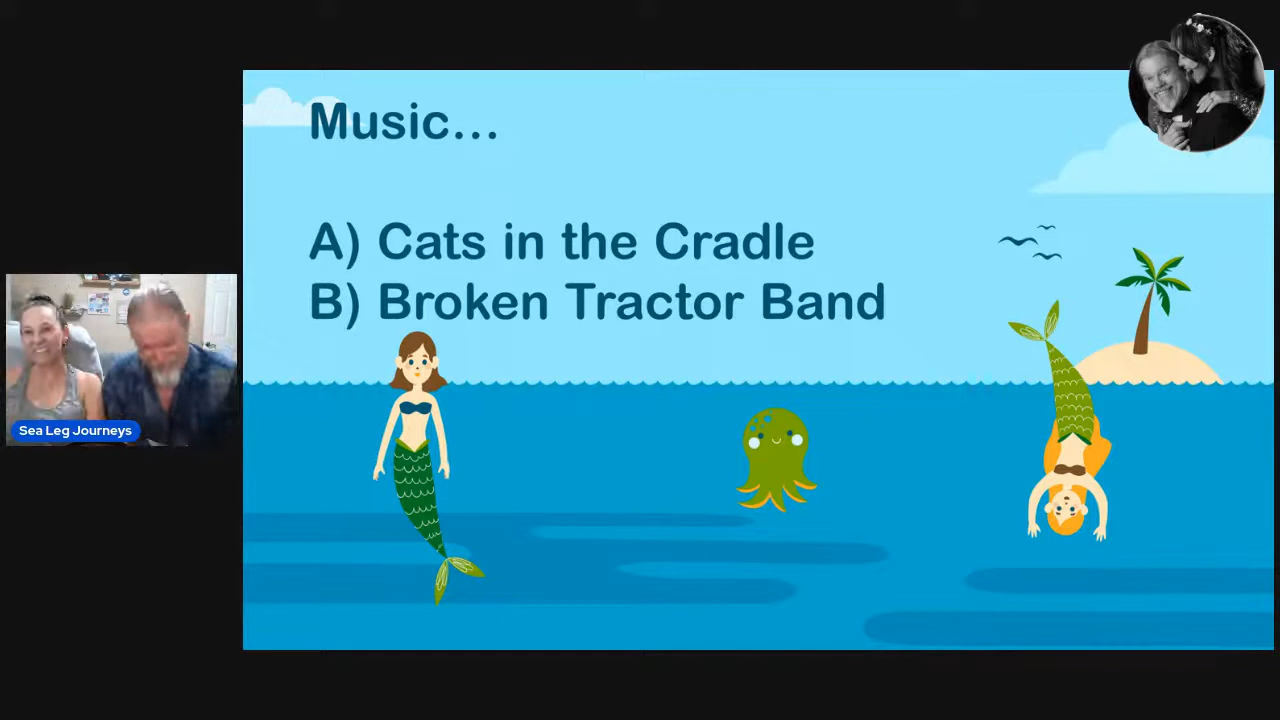 Music...
A) Cats in the Cradle
B) Broken Tractor Band
Sea Leg Journeys